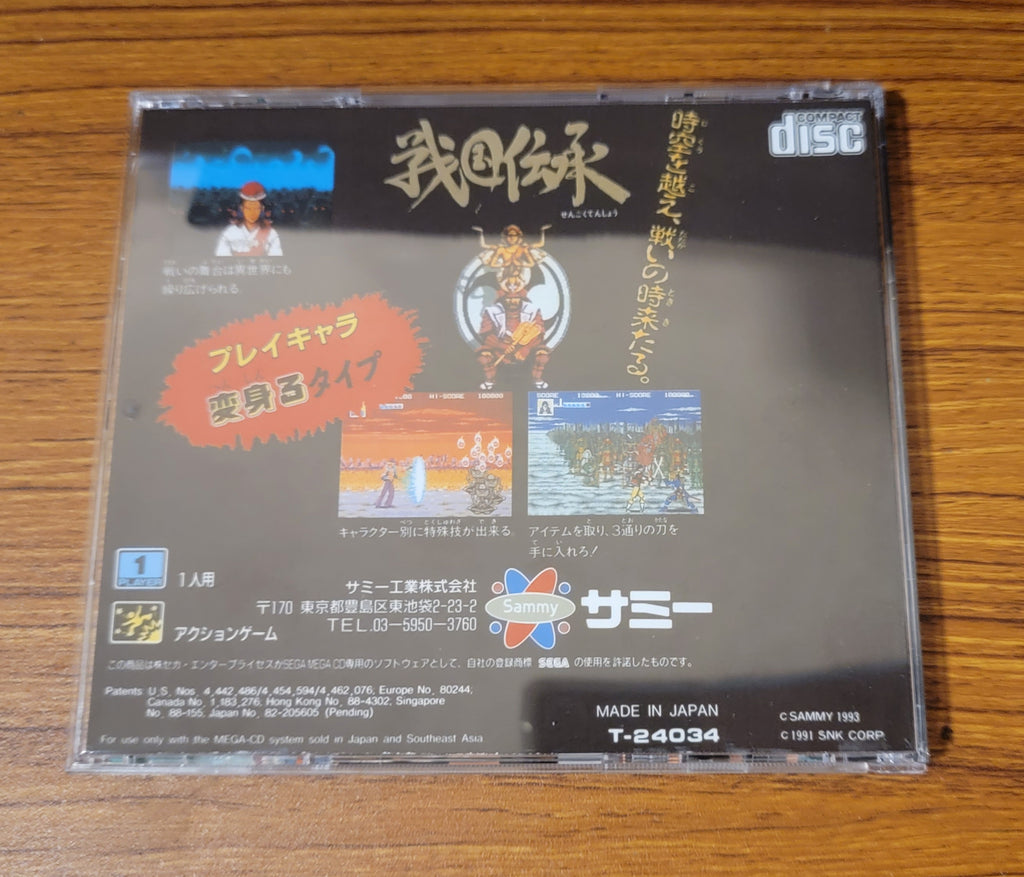 戦国伝承
せんごくでんしょう
時空を越え、戦いの時来たる。
COMPACT
disc
戦いの舞台は異世界にも
繰り広げられる。
プレイキャラ
変身るタイプ
HI-SCORE 100000
SCORE HI-SCORE 100000
キャラクター別に特殊技が出来る。
アイテムを取り、3通りの刀を
手に入れろ!
1
PLAYER
1人用
アクションゲーム
サミー工業株式会社
〒170 東京都豊島区東池袋2-23-2
TEL.03-5950-3760
Sammy
サミー
この商品は㈱セガ・エンタープライゼスがSEGA MEGA CD専用のソフトウェアとして、自社の登録商標 SEGA の使用を許諾したものです。
Patents U.S. Nos. 4,442,486/4,454,594/4,462,076; Europe No. 80244;
Canada No. 1,183,276; Hong Kong No. 88-4302; Singapore
No. 88-155; Japan No. 82-205605 (Pending)
For use only with the MEGA-CD system sold in Japan and Southeast Asia.
MADE IN JAPAN
T-24034
© SAMMY 1993
© 1991 SNK CORP.